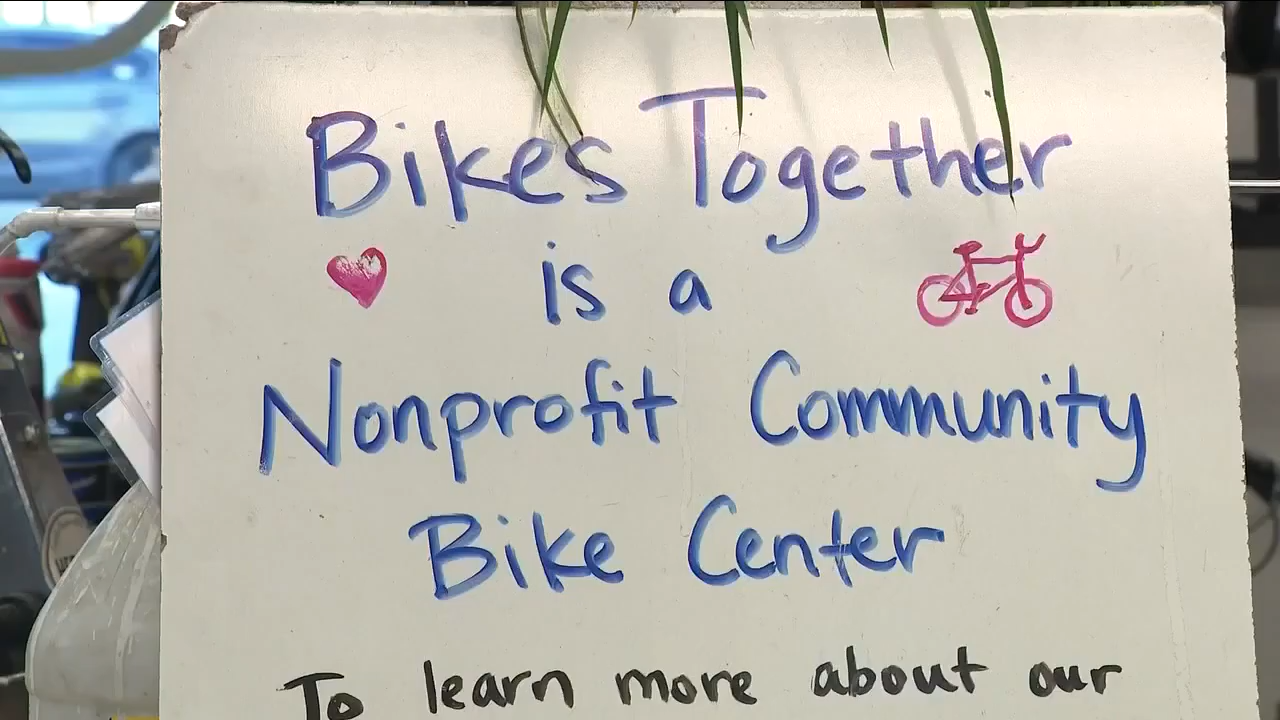 Bikes Together
is a
Nonprofit Community
Bike Center
To learn more about our